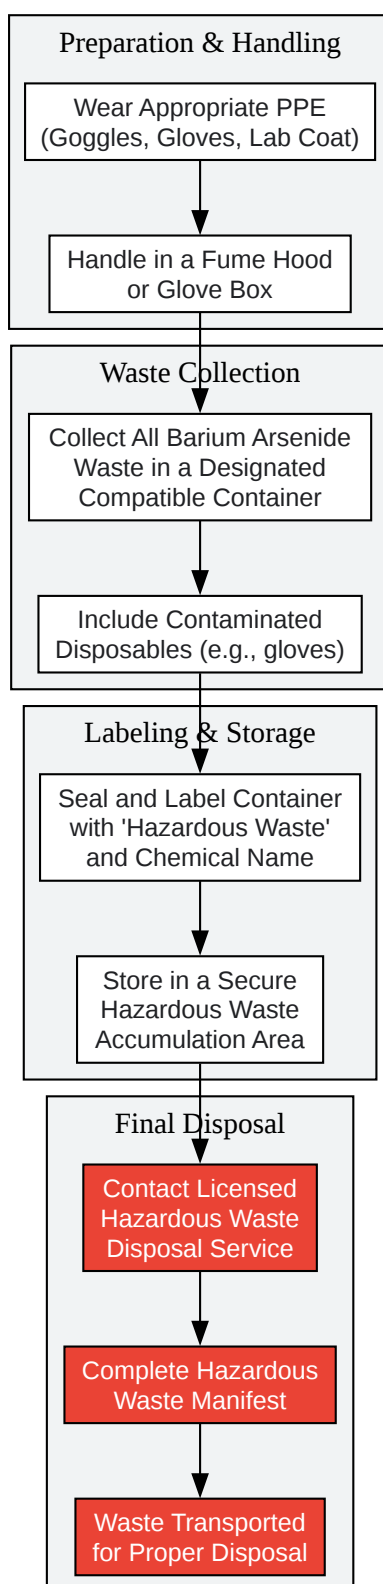 Preparation & Handling
Wear Appropriate PPE
(Goggles, Gloves, Lab Coat)
Handle in a Fume Hood
or Glove Box
Waste Collection
Collect All Barium Arsenide
Waste in a Designated
Compatible Container
Include Contaminated
Disposables (e.g., gloves)
Labeling & Storage
Seal and Label Container
with 'Hazardous Waste'
and Chemical Name
Store in a Secure
Hazardous Waste
Accumulation Area
Final Disposal
Contact Licensed
Hazardous Waste
Disposal Service
Complete Hazardous
Waste Manifest
Waste Transported
for Proper Disposal